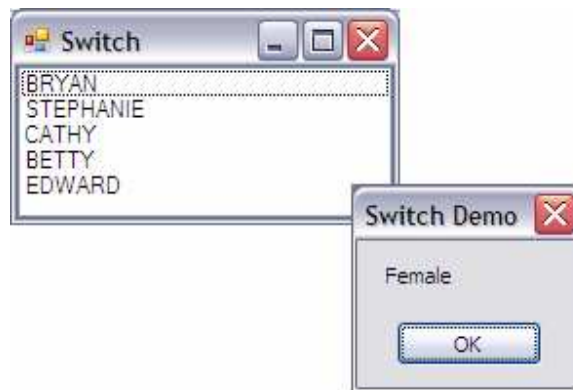 Switch
BRYAN
STEPHANIE
CATHY
BETTY
EDWARD
Switch Demo
Female
OK